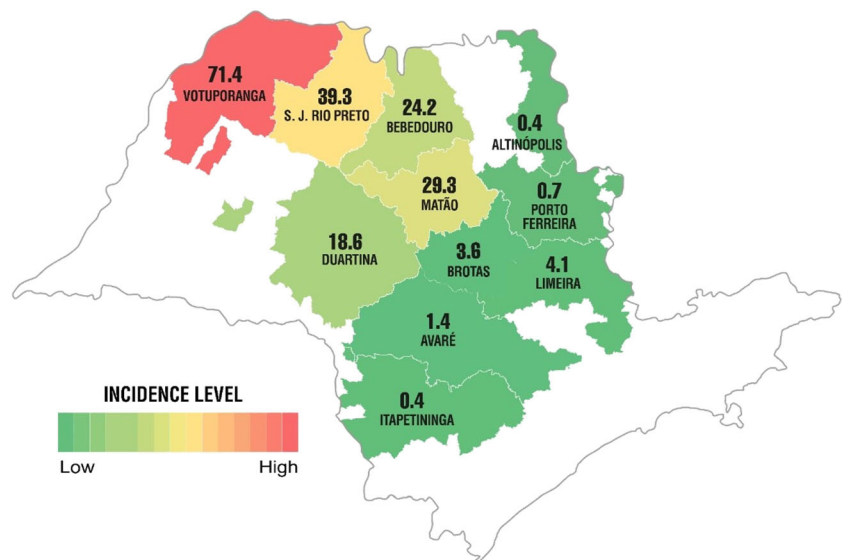 71.4
VOTUPORANGA
39.3
S. J. RIO PRETO
24.2
BEBEDOURO
0.4
ALTINÓPOLIS
29.3
MATÃO
0.7
PORTO
FERREIRA
18.6
DUARTINA
3.6
BROTAS
4.1
LIMEIRA
1.4
AVARÉ
0.4
ITAPETININGA
INCIDENCE LEVEL
Low High